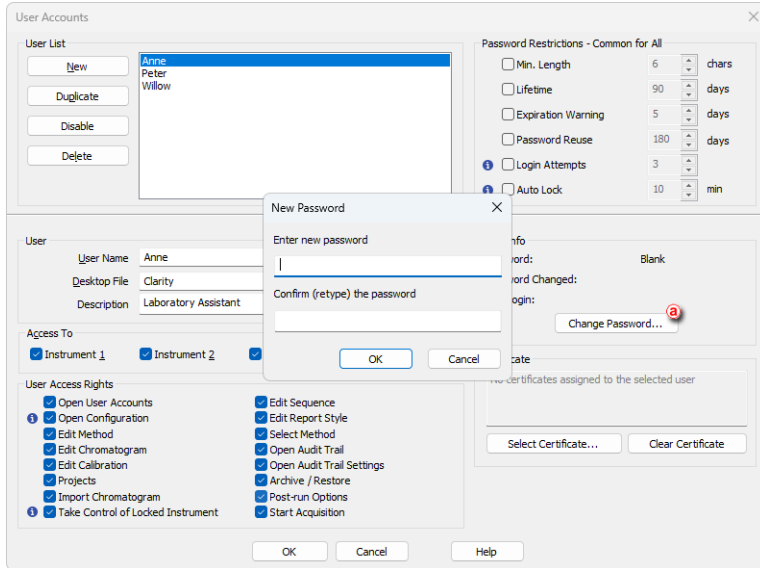 User Accounts
User List
New
Duplicate
Disable
Delete
Anne
Peter
Willow
Password Restrictions - Common for All
Min. Length 6 chars
Lifetime 90 days
Expiration Warning 5 days
Password Reuse 180 days
Login Attempts 3
Auto Lock 10 min
New Password
Enter new password
Confirm (retype) the password
OK Cancel
User
User Name Anne
Desktop File Clarity
Description Laboratory Assistant
nfo
ord: Blank
ord Changed:
ogin:
a
Change Password...
Access To
Instrument 1 Instrument 2
User Access Rights
Open User Accounts
Open Configuration
Edit Method
Edit Chromatogram
Edit Calibration
Projects
Import Chromatogram
Take Control of Locked Instrument
Edit Sequence
Edit Report Style
Select Method
Open Audit Trail
Open Audit Trail Settings
Archive / Restore
Post-run Options
Start Acquisition
icate
No certificates assigned to the selected user
Select Certificate... Clear Certificate
OK Cancel Help